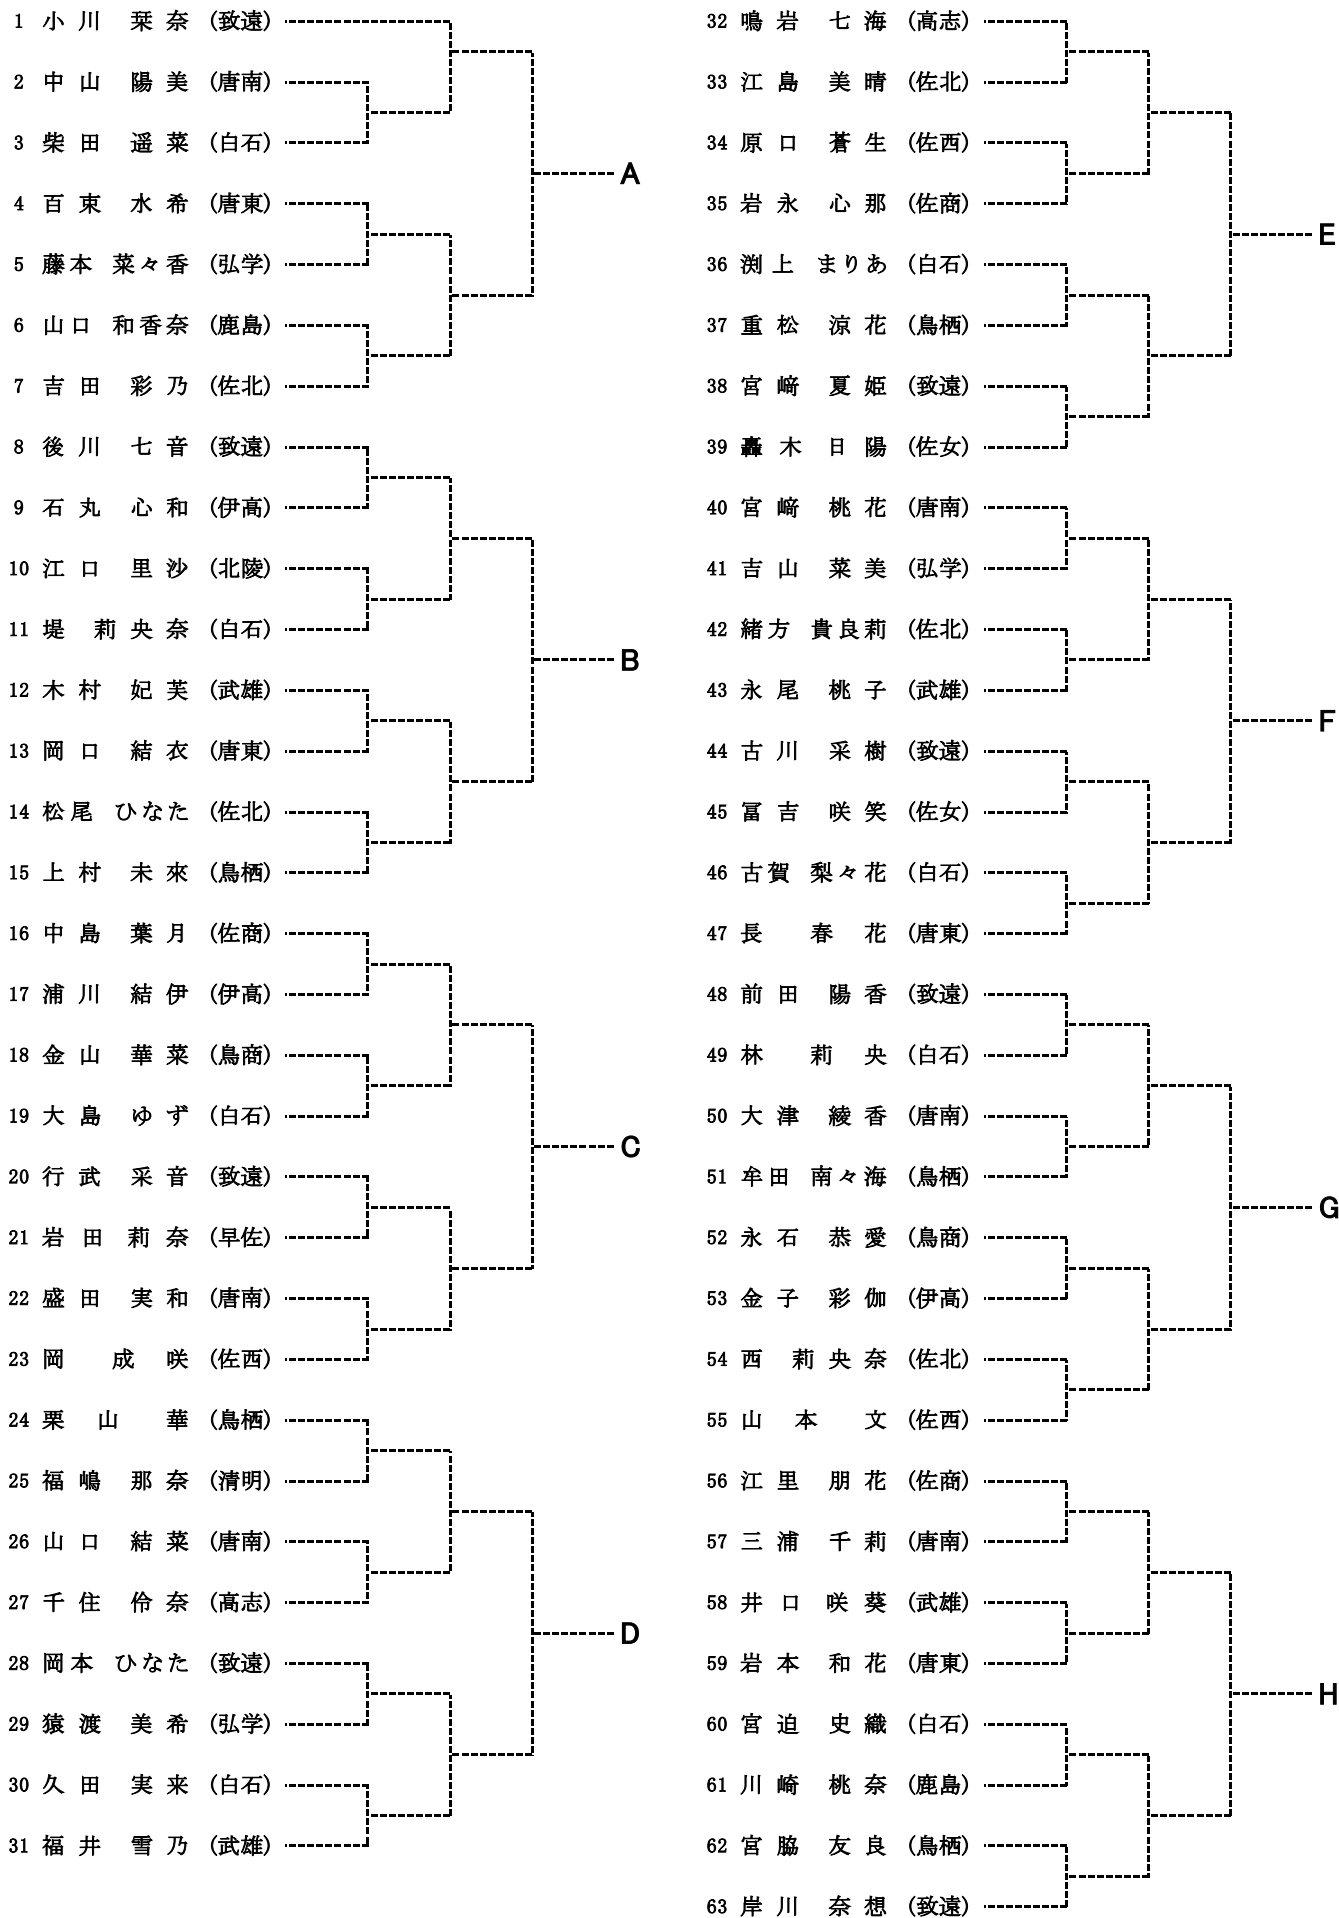 1 小川 栞奈 (致遠)
2 中山 陽美 (唐南)
3 柴田 遥菜 (白石)
4 百束 水希 (唐東)
5 藤本 菜々香 (弘学)
6 山口 和香奈 (鹿島)
7 吉田 彩乃 (佐北)
A
8 後川 七音 (致遠)
9 石丸 心和 (伊高)
10 江口 里沙 (北陵)
11 堤 莉央奈 (白石)
12 木村 妃芙 (武雄)
13 岡口 結衣 (唐東)
14 松尾 ひなた (佐北)
15 上村 未來 (鳥栖)
B
16 中島 葉月 (佐商)
17 浦川 結伊 (伊高)
18 金山 華菜 (鳥商)
19 大島 ゆず (白石)
20 行武 采音 (致遠)
21 岩田 莉奈 (早佐)
22 盛田 実和 (唐南)
23 岡 成咲 (佐西)
C
24 栗山 華 (鳥栖)
25 福嶋 那奈 (清明)
26 山口 結菜 (唐南)
27 千住 伶奈 (高志)
28 岡本 ひなた (致遠)
29 猿渡 美希 (弘学)
30 久田 実来 (白石)
31 福井 雪乃 (武雄)
D
32 鳴岩 七海 (高志)
33 江島 美晴 (佐北)
34 原口 蒼生 (佐西)
35 岩永 心那 (佐商)
36 渕上 まりあ (白石)
37 重松 涼花 (鳥栖)
38 宮﨑 夏姫 (致遠)
39 轟木 日陽 (佐女)
E
40 宮﨑 桃花 (唐南)
41 吉山 菜美 (弘学)
42 緒方 貴良莉 (佐北)
43 永尾 桃子 (武雄)
44 古川 采樹 (致遠)
45 冨吉 咲笑 (佐女)
46 古賀 梨々花 (白石)
47 長 春花 (唐東)
F
48 前田 陽香 (致遠)
49 林 莉央 (白石)
50 大津 綾香 (唐南)
51 牟田 南々海 (鳥栖)
52 永石 恭愛 (鳥商)
53 金子 彩伽 (伊高)
54 西 莉央奈 (佐北)
55 山本 文 (佐西)
G
56 江里 朋花 (佐商)
57 三浦 千莉 (唐南)
58 井口 咲葵 (武雄)
59 岩本 和花 (唐東)
60 宮迫 史織 (白石)
61 川崎 桃奈 (鹿島)
62 宮脇 友良 (鳥栖)
63 岸川 奈想 (致遠)
H